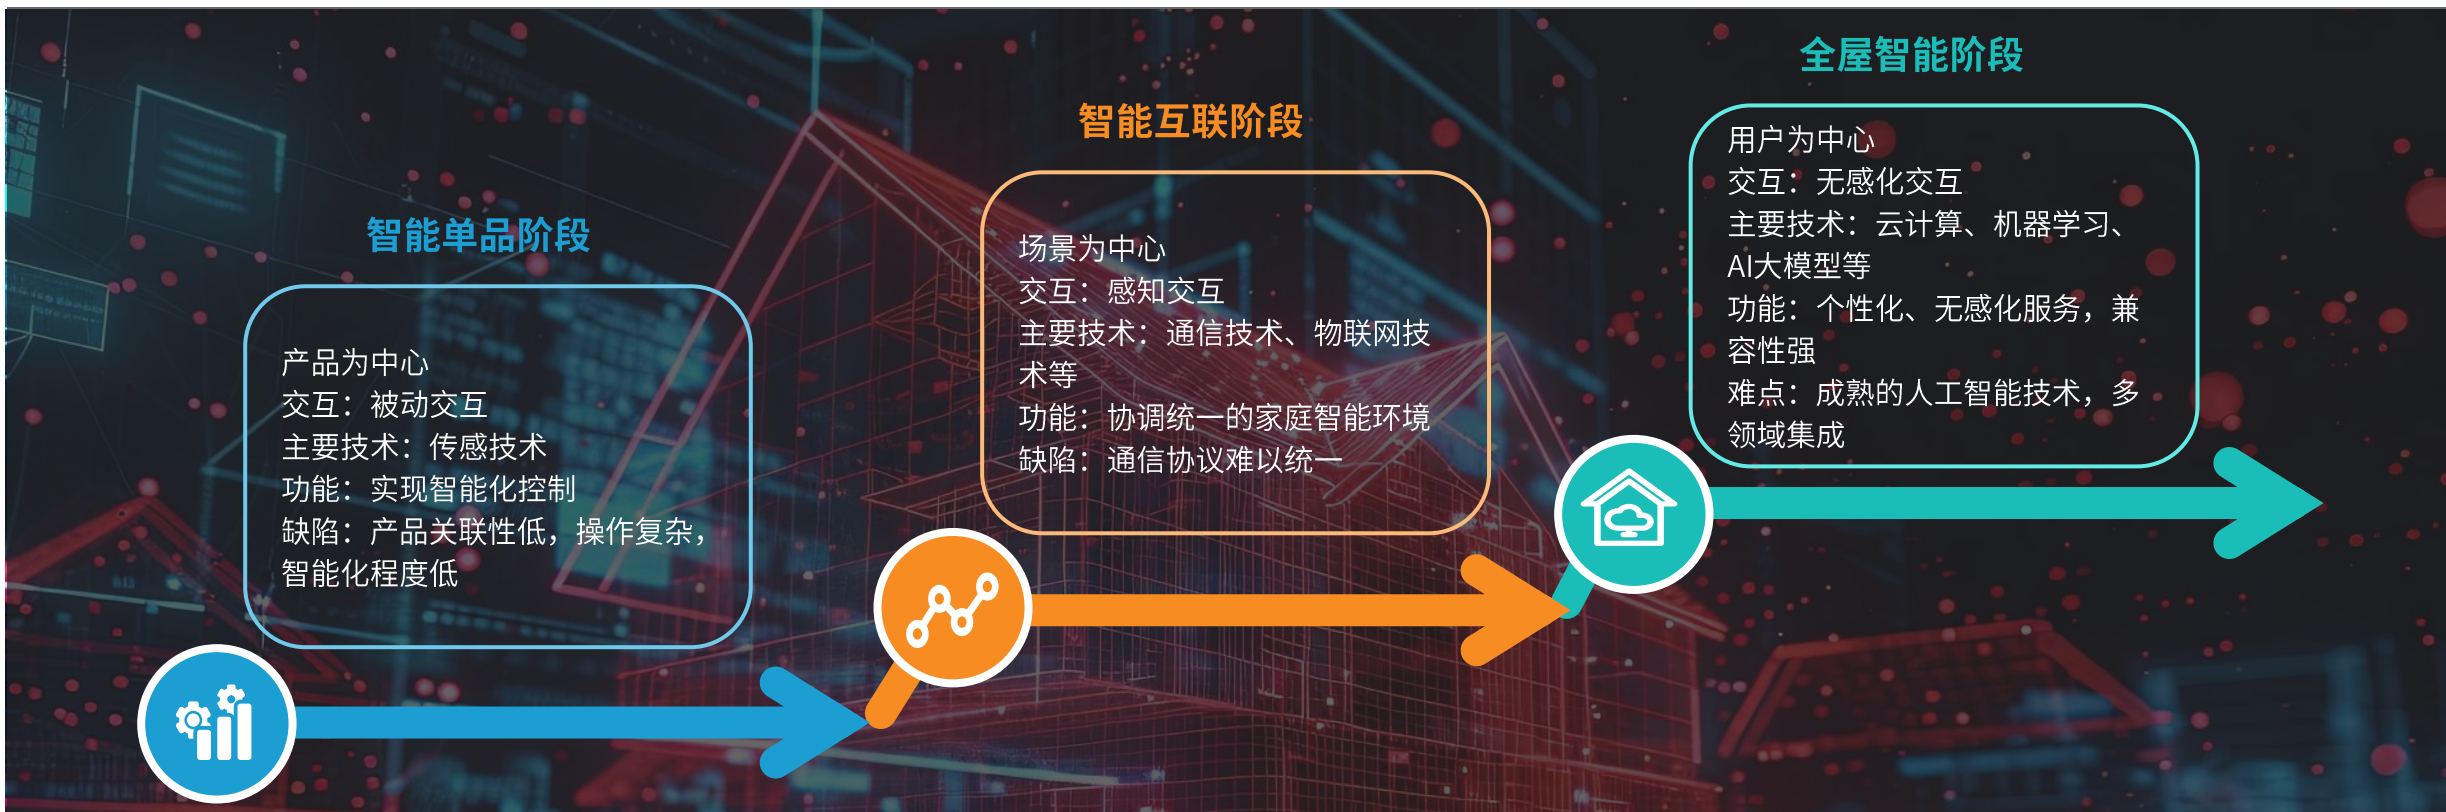 智能单品阶段
产品为中心
交互：被动交互
主要技术：传感技术
功能：实现智能化控制
缺陷：产品关联性低，操作复杂，
智能化程度低
智能互联阶段
场景为中心
交互：感知交互
主要技术：通信技术、物联网技
术等
功能：协调统一的家庭智能环境
缺陷：通信协议难以统一
全屋智能阶段
用户为中心
交互：无感化交互
主要技术：云计算、机器学习、
AI大模型等
功能：个性化、无感化服务，兼
容性强
难点：成熟的人工智能技术，多
领域集成